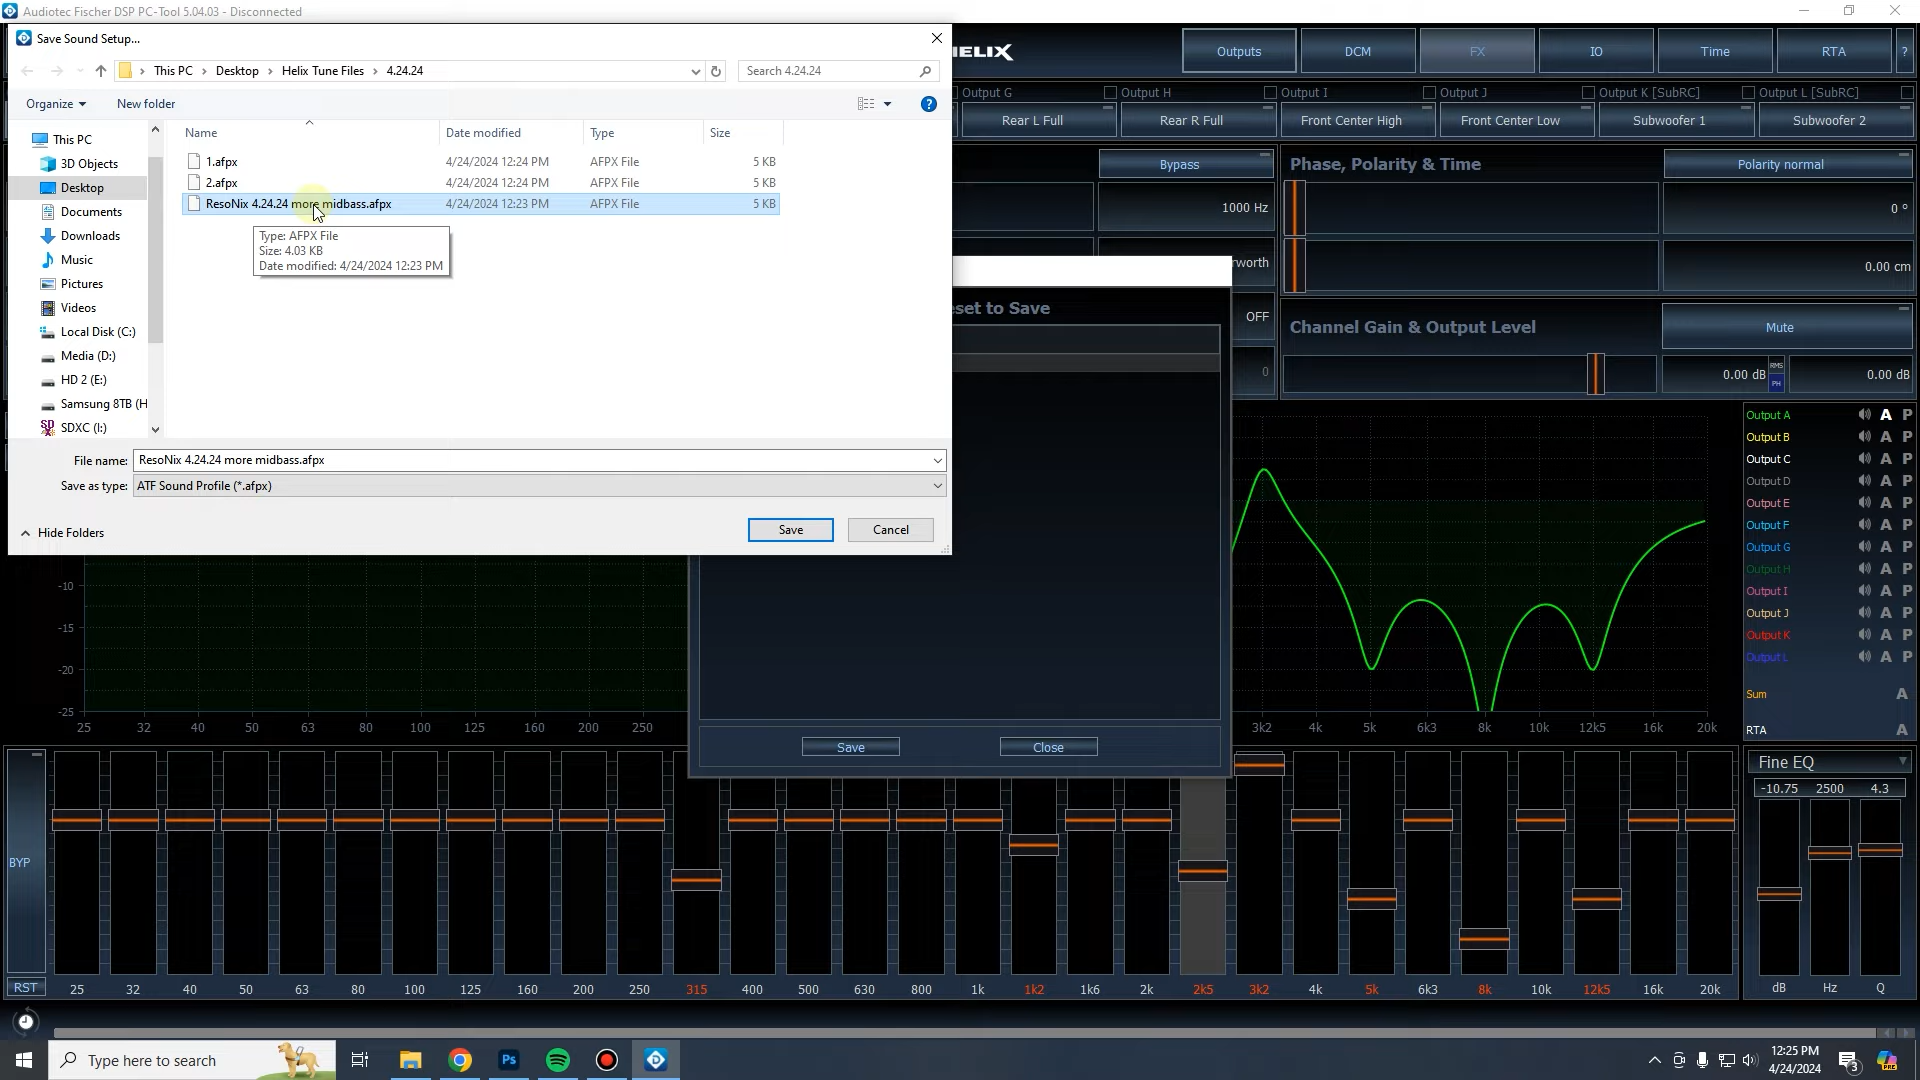 Audiotec Fischer DSP PC-Tool 5.04.03 - Disconnected
Save Sound Setup...
This PC > Desktop > Helix Tune Files > 4.24.24
Search 4.24.24
Organize
New folder
Name
Date modified
Type
Size
This PC
3D Objects
Desktop
Documents
Downloads
Music
Pictures
Videos
Local Disk (C:)
Media (D:)
HD 2 (E:)
Samsung 8TB (H
SDXC (I:)
1.afpx 4/24/2024 12:24 PM AFPX File 5 KB
2.afpx 4/24/2024 12:24 PM AFPX File 5 KB
ResoNix 4.24.24 more midbass.afpx 4/24/2024 12:23 PM AFPX File 5 KB
Type: AFPX File
Size: 4.03 KB
Date modified: 4/24/2024 12:23 PM
File name: ResoNix 4.24.24 more midbass.afpx
Save as type: ATF Sound Profile (*.afpx)
Hide Folders
Save
Cancel
ELIX
Outputs DCM FX IO Time RTA ?
Output G Output H Output I Output J Output K [SubRC] Output L [SubRC]
Rear L Full Rear R Full Front Center High Front Center Low Subwoofer 1 Subwoofer 2
Bypass
1000 Hz
rworth
OFF
0
Phase, Polarity & Time
Polarity normal
0 °
0.00 cm
Channel Gain & Output Level
Mute
0.00 dB RMS PH 0.00 dB
eset to Save
Save
Close
-10
-15
-20
-25
25 32 40 50 63 80 100 125 160 200 250
3k2 4k 5k 6k3 8k 10k 12k5 16k 20k
Output A A P
Output B A P
Output C A P
Output D A P
Output E A P
Output F A P
Output G A P
Output H A P
Output I A P
Output J A P
Output K A P
Output L A P
Sum A
RTA A
BYP
RST
25 32 40 50 63 80 100 125 160 200 250 315 400 500 630 800 1k 1k2 1k6 2k 2k5 3k2 4k 5k 6k3 8k 10k 12k5 16k 20k
Fine EQ
-10.75 2500 4.3
dB Hz Q
Type here to search
Ps
12:25 PM
4/24/2024
3
PRE